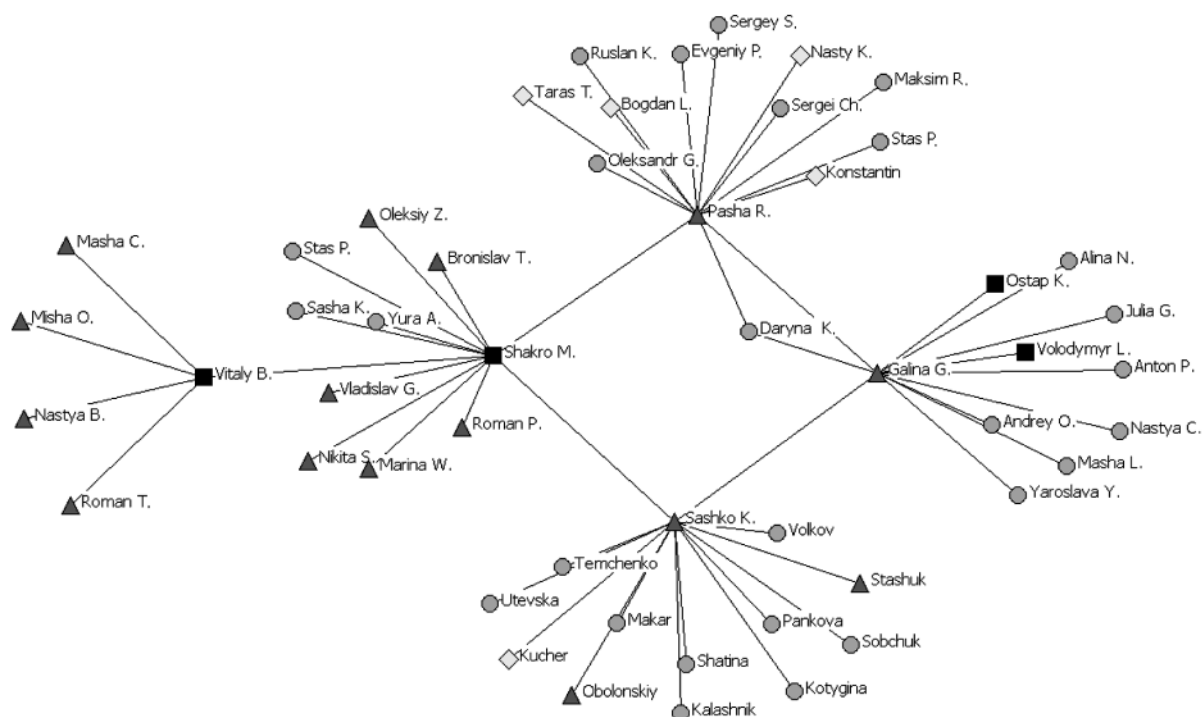 Sergey S.
Ruslan K.
Evgeniy P.
Nasty K.
Maksim R.
Taras T.
Bogdan L.
Sergei Ch.
Stas P.
Oleksandr G.
Konstantin
Pasha R.
Oleksiy Z.
Masha C.
Stas P.
Bronislav T.
Alina N.
Ostap K.
Misha O.
Sasha K.
Yura A.
Daryna K.
Julia G.
Shakro M.
Volodymyr L.
Vitaly B.
Galina G.
Anton P.
Vladislav G.
Nastya B.
Roman P.
Andrey O.
Nastya C.
Nikita S.
Marina W.
Masha L.
Roman T.
Yaroslava Y.
Sashko K.
Volkov
Temchenko
Stashuk
Utevska
Makar
Pankova
Sobchuk
Kucher
Shatina
Obolonskiy
Kotygina
Kalashnik